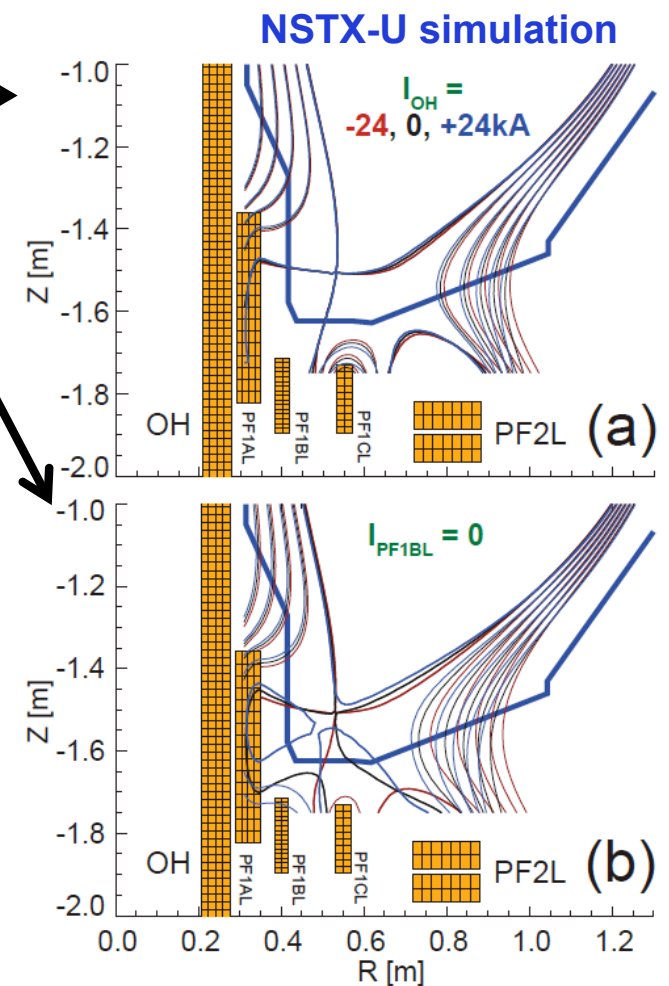 NSTX-U simulation
-1.0
I_OH =
-24, 0, +24kA
-1.2
-1.4
Z [m]
-1.6
-1.8
OH
PF1AL
PF1BL
PF1CL
PF2L
(a)
-2.0
-1.0
I_PF1BL = 0
-1.2
-1.4
Z [m]
-1.6
-1.8
OH
PF1AL
PF1BL
PF1CL
PF2L
(b)
-2.0
0.0 0.2 0.4 0.6 0.8 1.0 1.2
R [m]